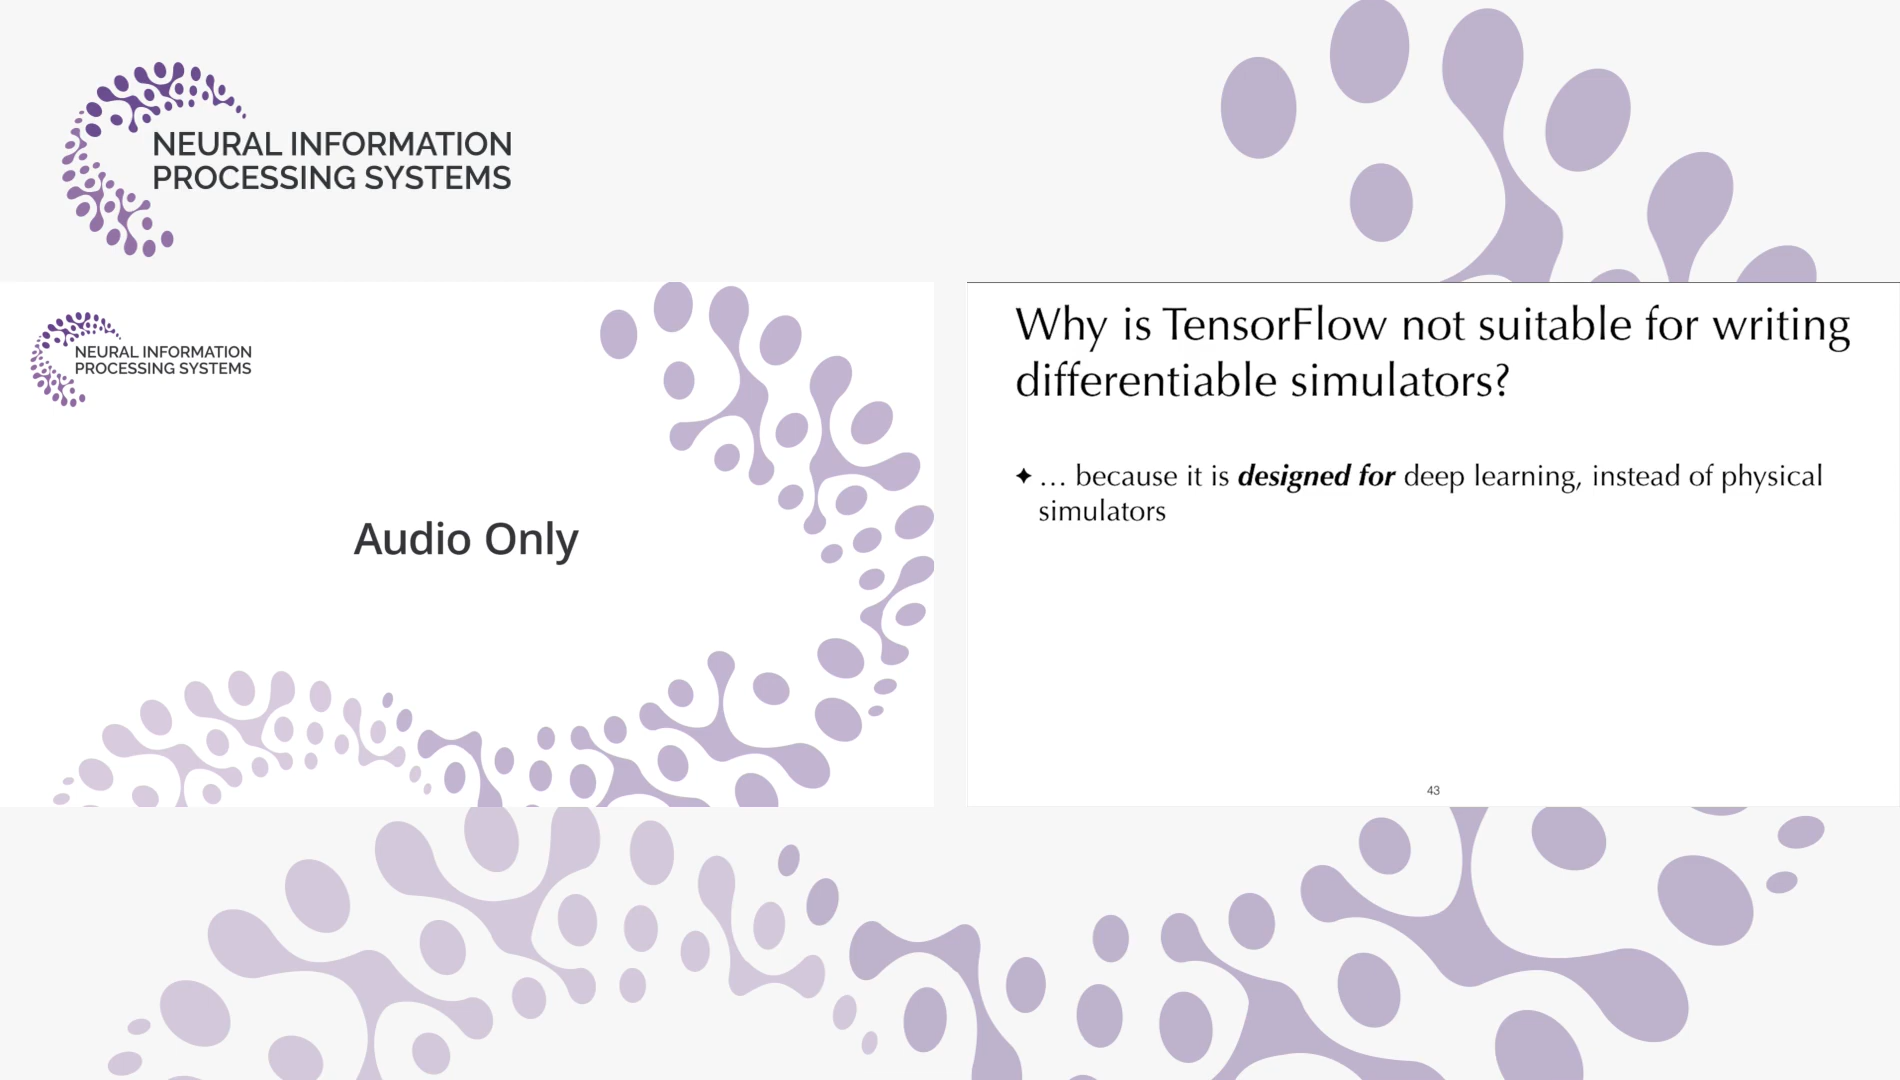 NEURAL INFORMATION
PROCESSING SYSTEMS
NEURAL INFORMATION
PROCESSING SYSTEMS
Audio Only
Why is TensorFlow not suitable for writing
differentiable simulators?
✦ … because it is designed for deep learning, instead of physical
simulators
43